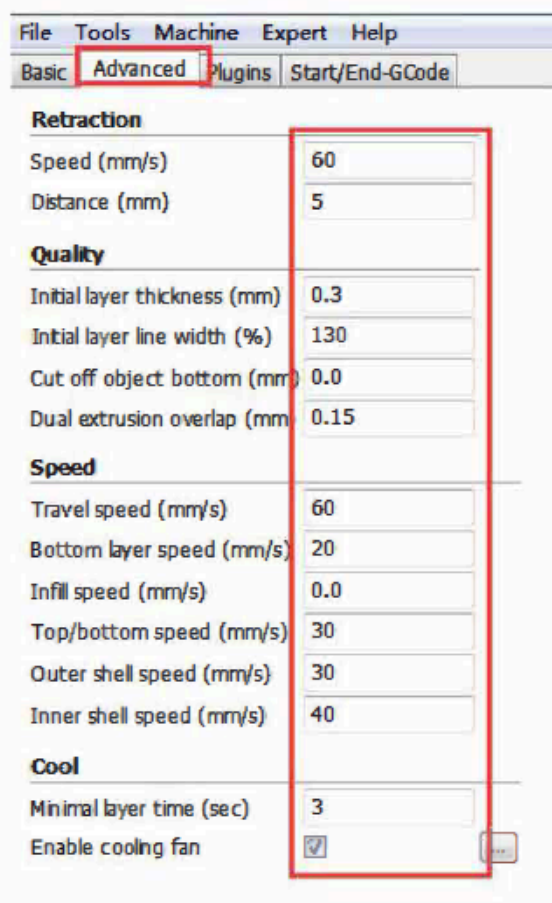 File Tools Machine Expert Help
Basic Advanced Plugins Start/End-GCode
Retraction
Speed (mm/s) 60
Distance (mm) 5
Quality
Initial layer thickness (mm) 0.3
Initial layer line width (%) 130
Cut off object bottom (mm) 0.0
Dual extrusion overlap (mm 0.15
Speed
Travel speed (mm/s) 60
Bottom layer speed (mm/s) 20
Infill speed (mm/s) 0.0
Top/bottom speed (mm/s) 30
Outer shell speed (mm/s) 30
Inner shell speed (mm/s) 40
Cool
Minimal layer time (sec) 3
Enable cooling fan ...